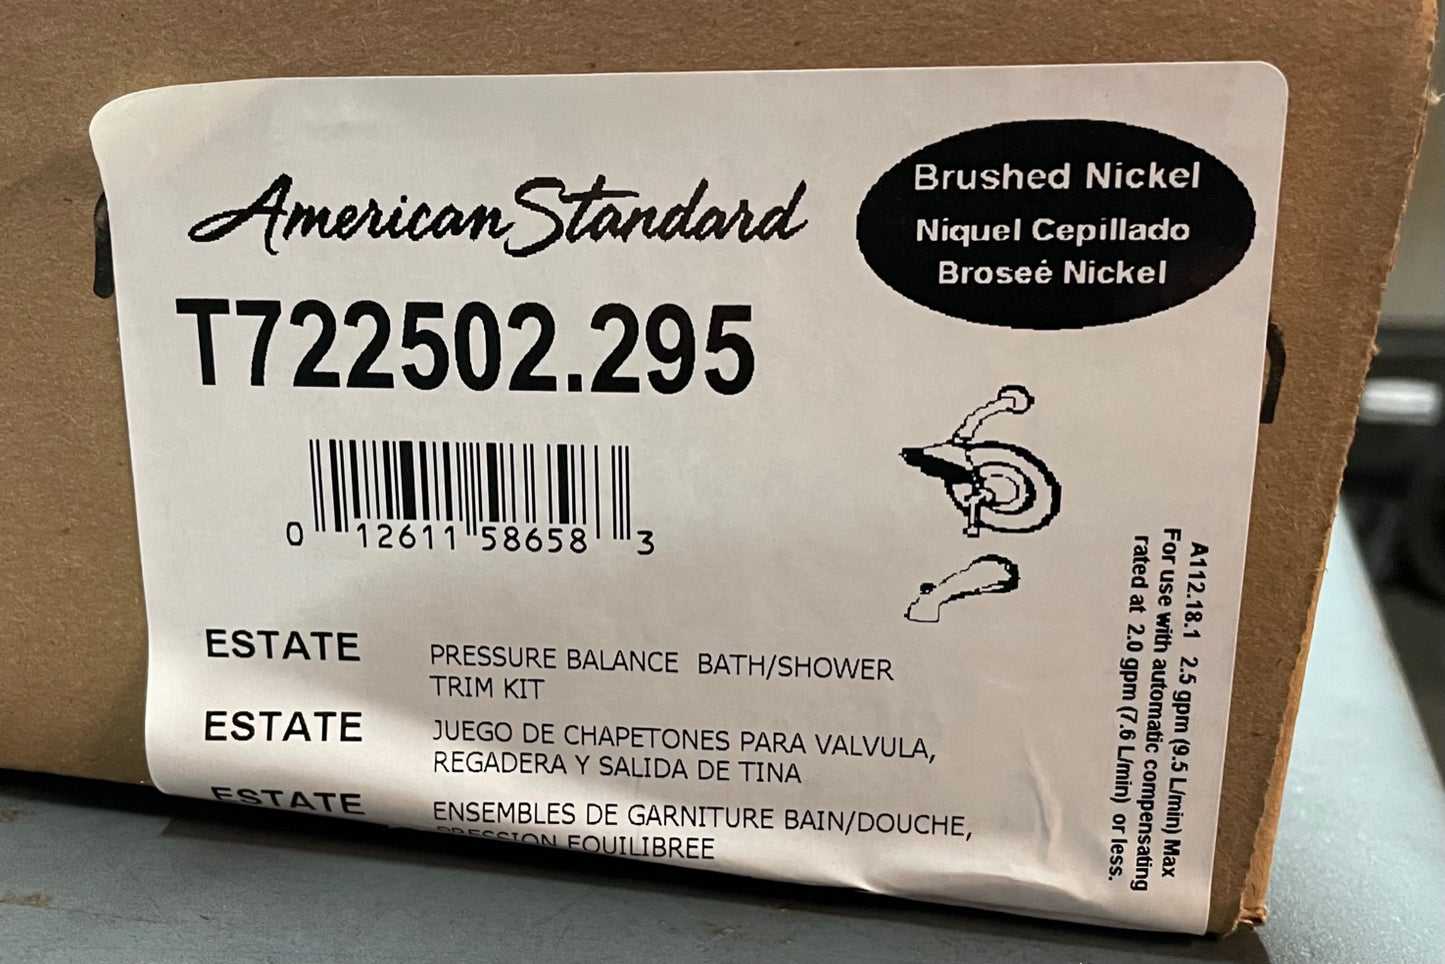 American Standard
Brushed Nickel
Niquel Cepillado
Broseé Nickel
T722502.295
0 12611 58658 3
ESTATE PRESSURE BALANCE BATH/SHOWER
TRIM KIT
ESTATE JUEGO DE CHAPETONES PARA VALVULA,
REGADERA Y SALIDA DE TINA
ESTATE ENSEMBLES DE GARNITURE BAIN/DOUCHE,
PRESSION EQUILIBREE
A112.18.1 2.5 gpm (9.5 L/min) Max
For use with automatic compensating
rated at 2.0 gpm (7.6 L/min) or less.